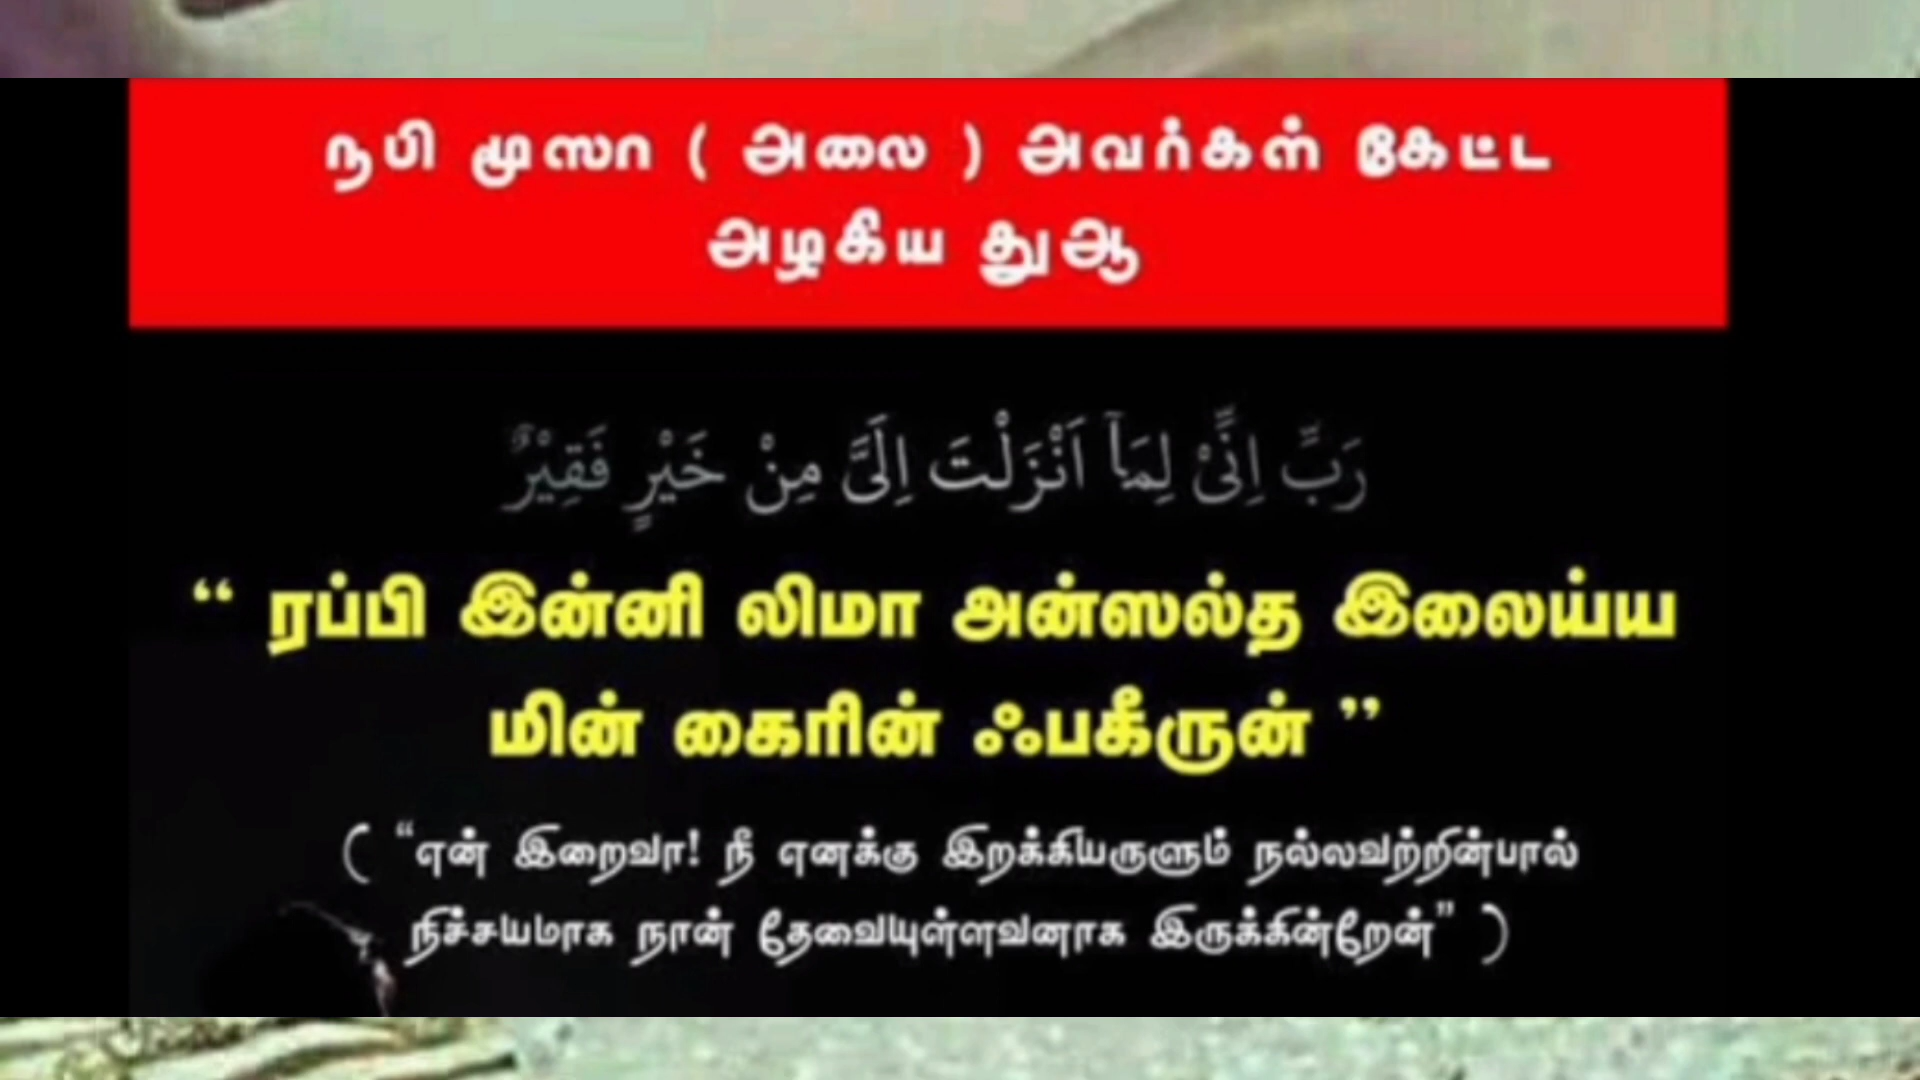 நபி முஸா ( அலை ) அவர்கள் கேட்ட
அழகிய துஆ
رَبِّ اِنِّىْ لِمَاۤ اَنْزَلْتَ اِلَىَّ مِنْ خَيْرٍ فَقِيْرٌ
“ ரப்பி இன்னி லிமா அன்ஸல்த இலைய்ய
மின் கைரின் ஃபகீருன் ”
( “என் இறைவா! நீ எனக்கு இறக்கியருளும் நல்லவற்றின்பால்
நிச்சயமாக நான் தேவையுள்ளவனாக இருக்கின்றேன்” )